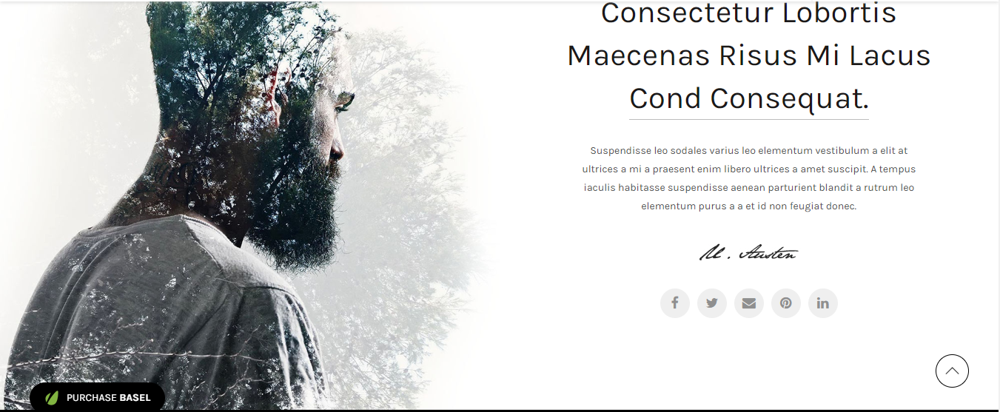 Consectetur Lobortis
Maecenas Risus Mi Lacus
Cond Consequat.
Suspendisse leo sodales varius leo elementum vestibulum a elit at
ultrices a mi a praesent enim libero ultrices a amet suscipit. A tempus
iaculis habitasse suspendisse aenean parturient blandit a rutrum leo
elementum purus a a et id non feugiat donec.
M. Austen
PURCHASE BASEL